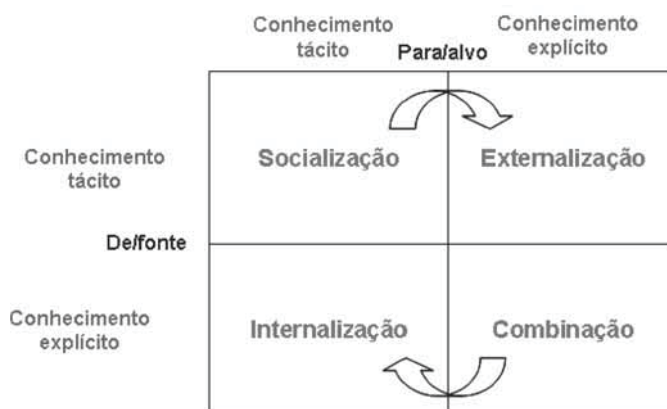 Conhecimento
tácito
Conhecimento
explícito
Para/alvo
Conhecimento
tácito
Socialização
Externalização
De/fonte
Conhecimento
explícito
Internalização
Combinação